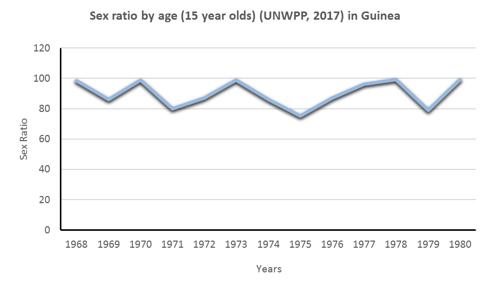 Sex ratio by age (15 year olds) (UNWPP, 2017) in Guinea
120
100
80
60
40
20
0
Sex Ratio
1968 1969 1970 1971 1972 1973 1974 1975 1976 1977 1978 1979 1980
Years